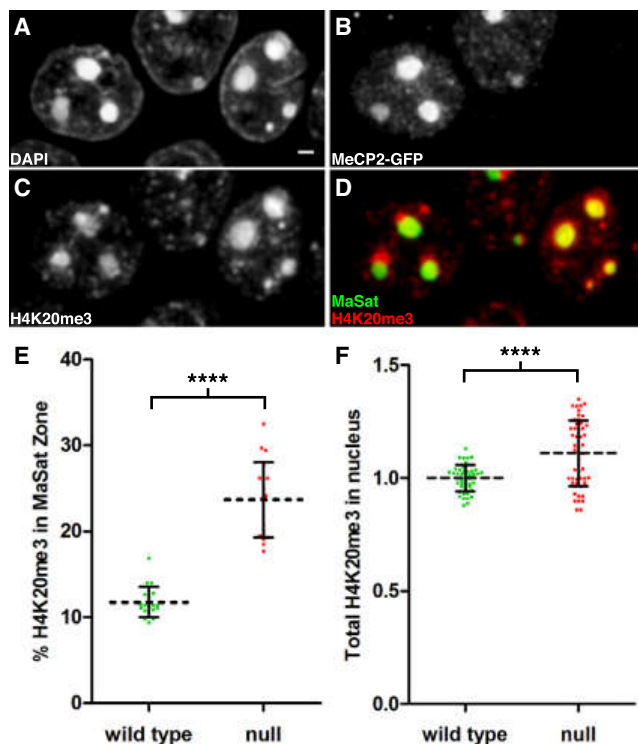 A
B
DAPI
MeCP2-GFP
C
D
H4K20me3
MaSat
H4K20me3
E
F
% H4K20me3 in MaSat Zone
40
30
20
10
0
****
wild type
null
Total H4K20me3 in nucleus
1.5
1.0
0.5
0.0
****
wild type
null